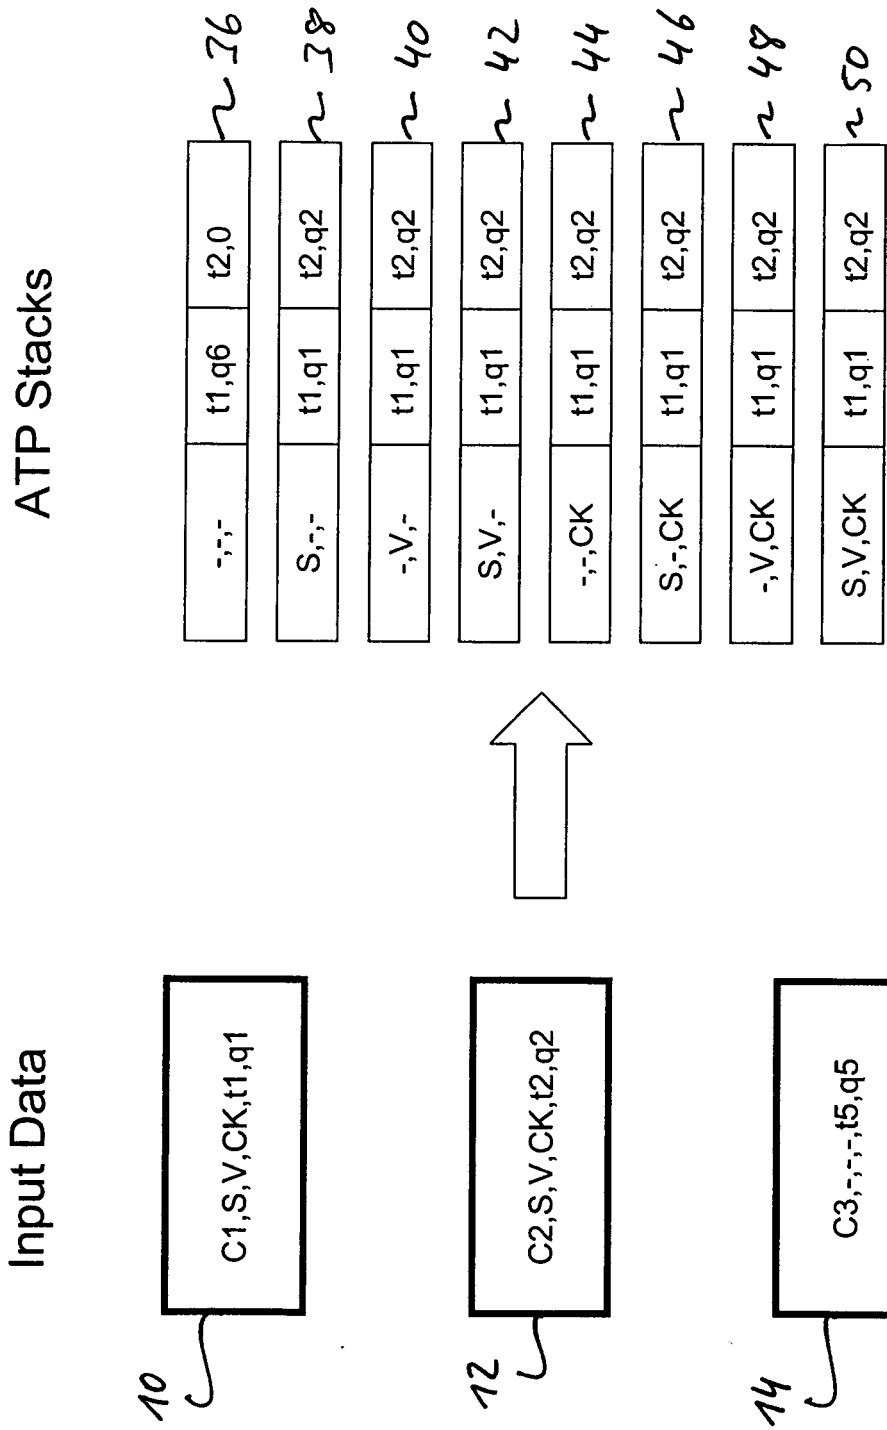 Input Data
ATP Stacks
10
C1,S,V,CK,t1,q1
12
C2,S,V,CK,t2,q2
14
C3,-,-,-,t5,q5
-,-,- t1,q6 t2,0 ~ 36
S,-,- t1,q1 t2,q2 ~ 38
-,V,- t1,q1 t2,q2 ~ 40
S,V,- t1,q1 t2,q2 ~ 42
-,-,CK t1,q1 t2,q2 ~ 44
S,-,CK t1,q1 t2,q2 ~ 46
-,V,CK t1,q1 t2,q2 ~ 48
S,V,CK t1,q1 t2,q2 ~ 50